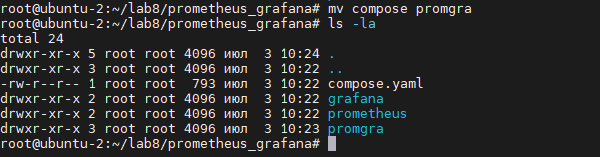 root@ubuntu-2:~/lab8/prometheus_grafana# mv compose promgra
root@ubuntu-2:~/lab8/prometheus_grafana# ls -la
total 24
drwxr-xr-x 5 root root 4096 июл  3 10:24 .
drwxr-xr-x 3 root root 4096 июл  3 10:22 ..
-rw-r--r-- 1 root root  793 июл  3 10:22 compose.yaml
drwxr-xr-x 2 root root 4096 июл  3 10:22 grafana
drwxr-xr-x 2 root root 4096 июл  3 10:22 prometheus
drwxr-xr-x 3 root root 4096 июл  3 10:23 promgra
root@ubuntu-2:~/lab8/prometheus_grafana#